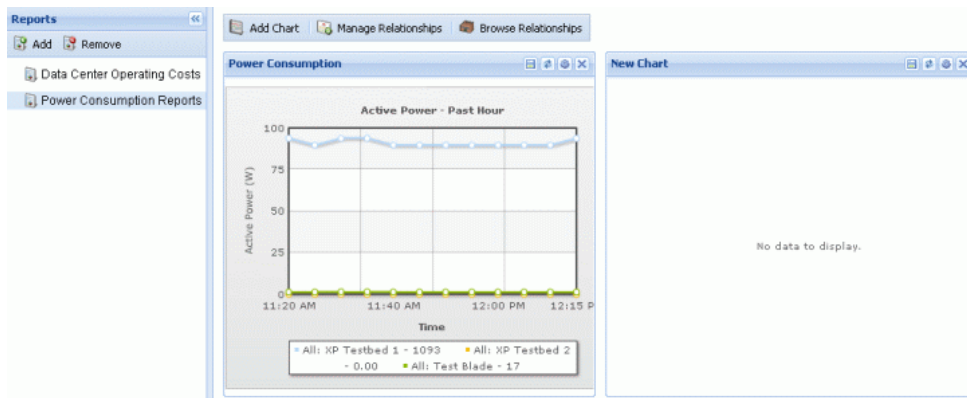 Reports
Add Remove
Data Center Operating Costs
Power Consumption Reports
Add Chart Manage Relationships Browse Relationships
Power Consumption
Active Power - Past Hour
Active Power (W)
100
75
50
25
0
11:20 AM 11:40 AM 12:00 PM 12:15 P
Time
All: XP Testbed 1 - 1093 All: XP Testbed 2
- 0.00 All: Test Blade - 17
New Chart
No data to display.